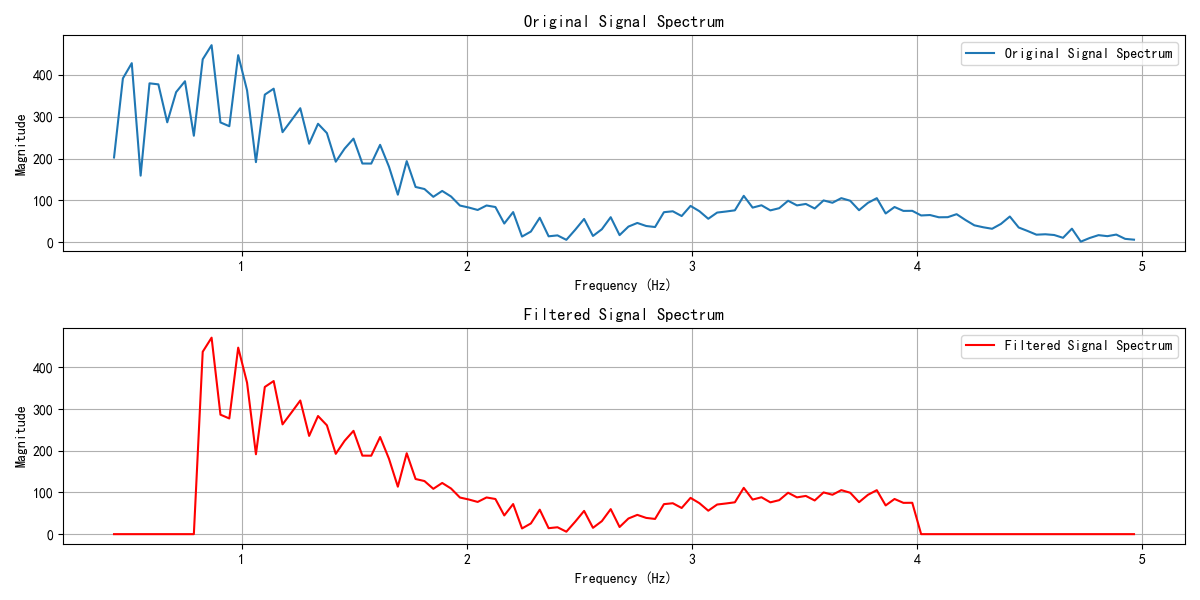 Original Signal Spectrum
Original Signal Spectrum
Magnitude
400
300
200
100
0
1 2 3 4 5
Frequency (Hz)
Filtered Signal Spectrum
Filtered Signal Spectrum
Magnitude
400
300
200
100
0
1 2 3 4 5
Frequency (Hz)